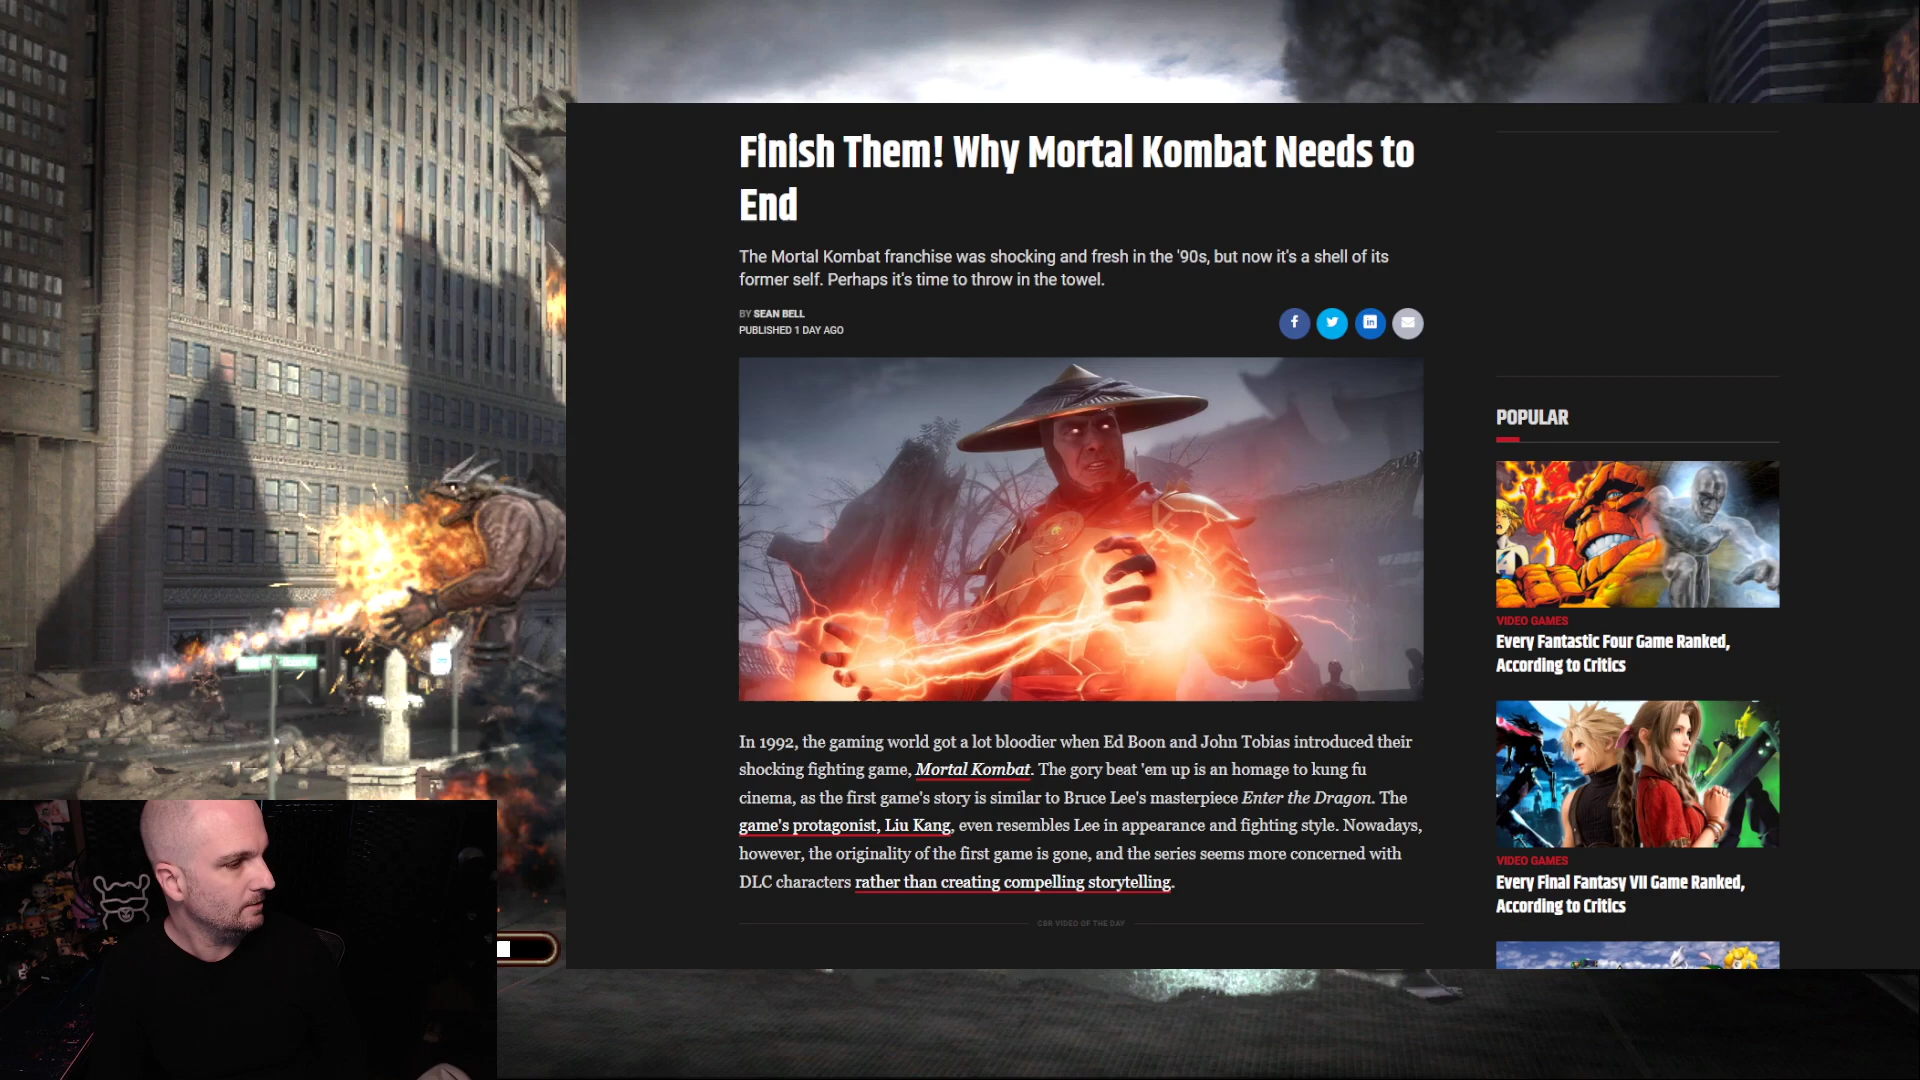 Finish Them! Why Mortal Kombat Needs to
End
The Mortal Kombat franchise was shocking and fresh in the '90s, but now it's a shell of its
former self. Perhaps it's time to throw in the towel.
BY SEAN BELL
PUBLISHED 1 DAY AGO
In 1992, the gaming world got a lot bloodier when Ed Boon and John Tobias introduced their
shocking fighting game, Mortal Kombat. The gory beat 'em up is an homage to kung fu
cinema, as the first game's story is similar to Bruce Lee's masterpiece Enter the Dragon. The
game's protagonist, Liu Kang, even resembles Lee in appearance and fighting style. Nowadays,
however, the originality of the first game is gone, and the series seems more concerned with
DLC characters rather than creating compelling storytelling.
CBR VIDEO OF THE DAY
POPULAR
VIDEO GAMES
Every Fantastic Four Game Ranked,
According to Critics
VIDEO GAMES
Every Final Fantasy VII Game Ranked,
According to Critics